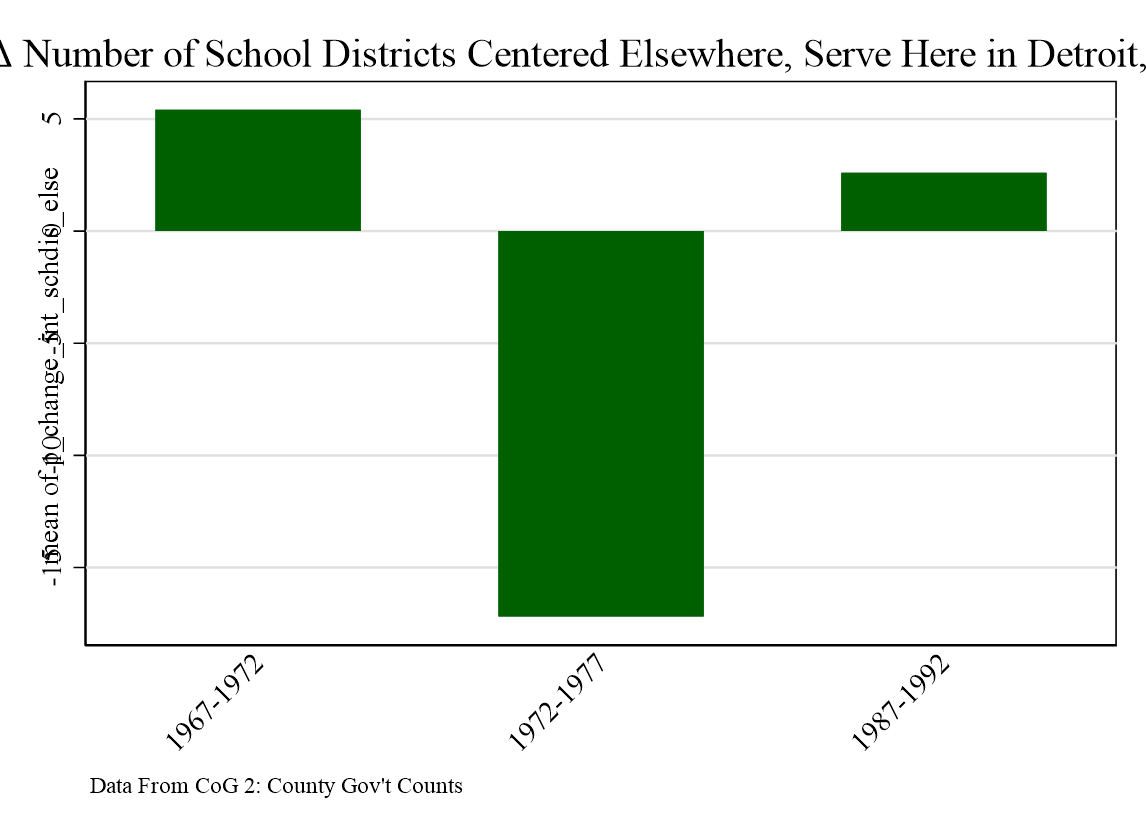 Δ Number of School Districts Centered Elsewhere, Serve Here in Detroit,
mean of p_change_int_schdis_else
5
0
-5
-10
-15
1967-1972
1972-1977
1987-1992
Data From CoG 2: County Gov't Counts